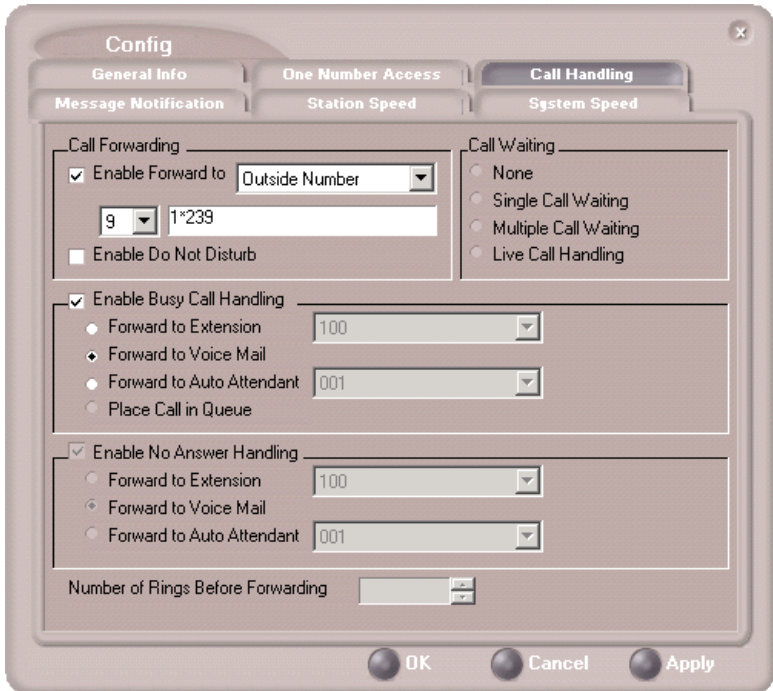 Config
x
General Info
One Number Access
Call Handling
Message Notification
Station Speed
System Speed
Call Forwarding
Enable Forward to
Outside Number
9
1*239
Enable Do Not Disturb
Call Waiting
None
Single Call Waiting
Multiple Call Waiting
Live Call Handling
Enable Busy Call Handling
Forward to Extension
100
Forward to Voice Mail
Forward to Auto Attendant
001
Place Call in Queue
Enable No Answer Handling
Forward to Extension
100
Forward to Voice Mail
Forward to Auto Attendant
001
Number of Rings Before Forwarding
OK
Cancel
Apply